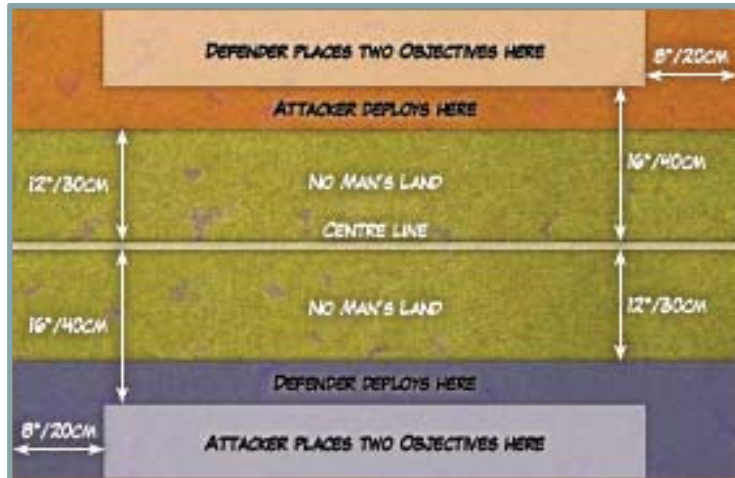 DEFENDER PLACES TWO OBJECTIVES HERE
8"/20CM
ATTACKER DEPLOYS HERE
16"/40CM
12"/30CM
NO MAN'S LAND
CENTRE LINE
NO MAN'S LAND
12"/30CM
16"/40CM
DEFENDER DEPLOYS HERE
8"/20CM
ATTACKER PLACES TWO OBJECTIVES HERE